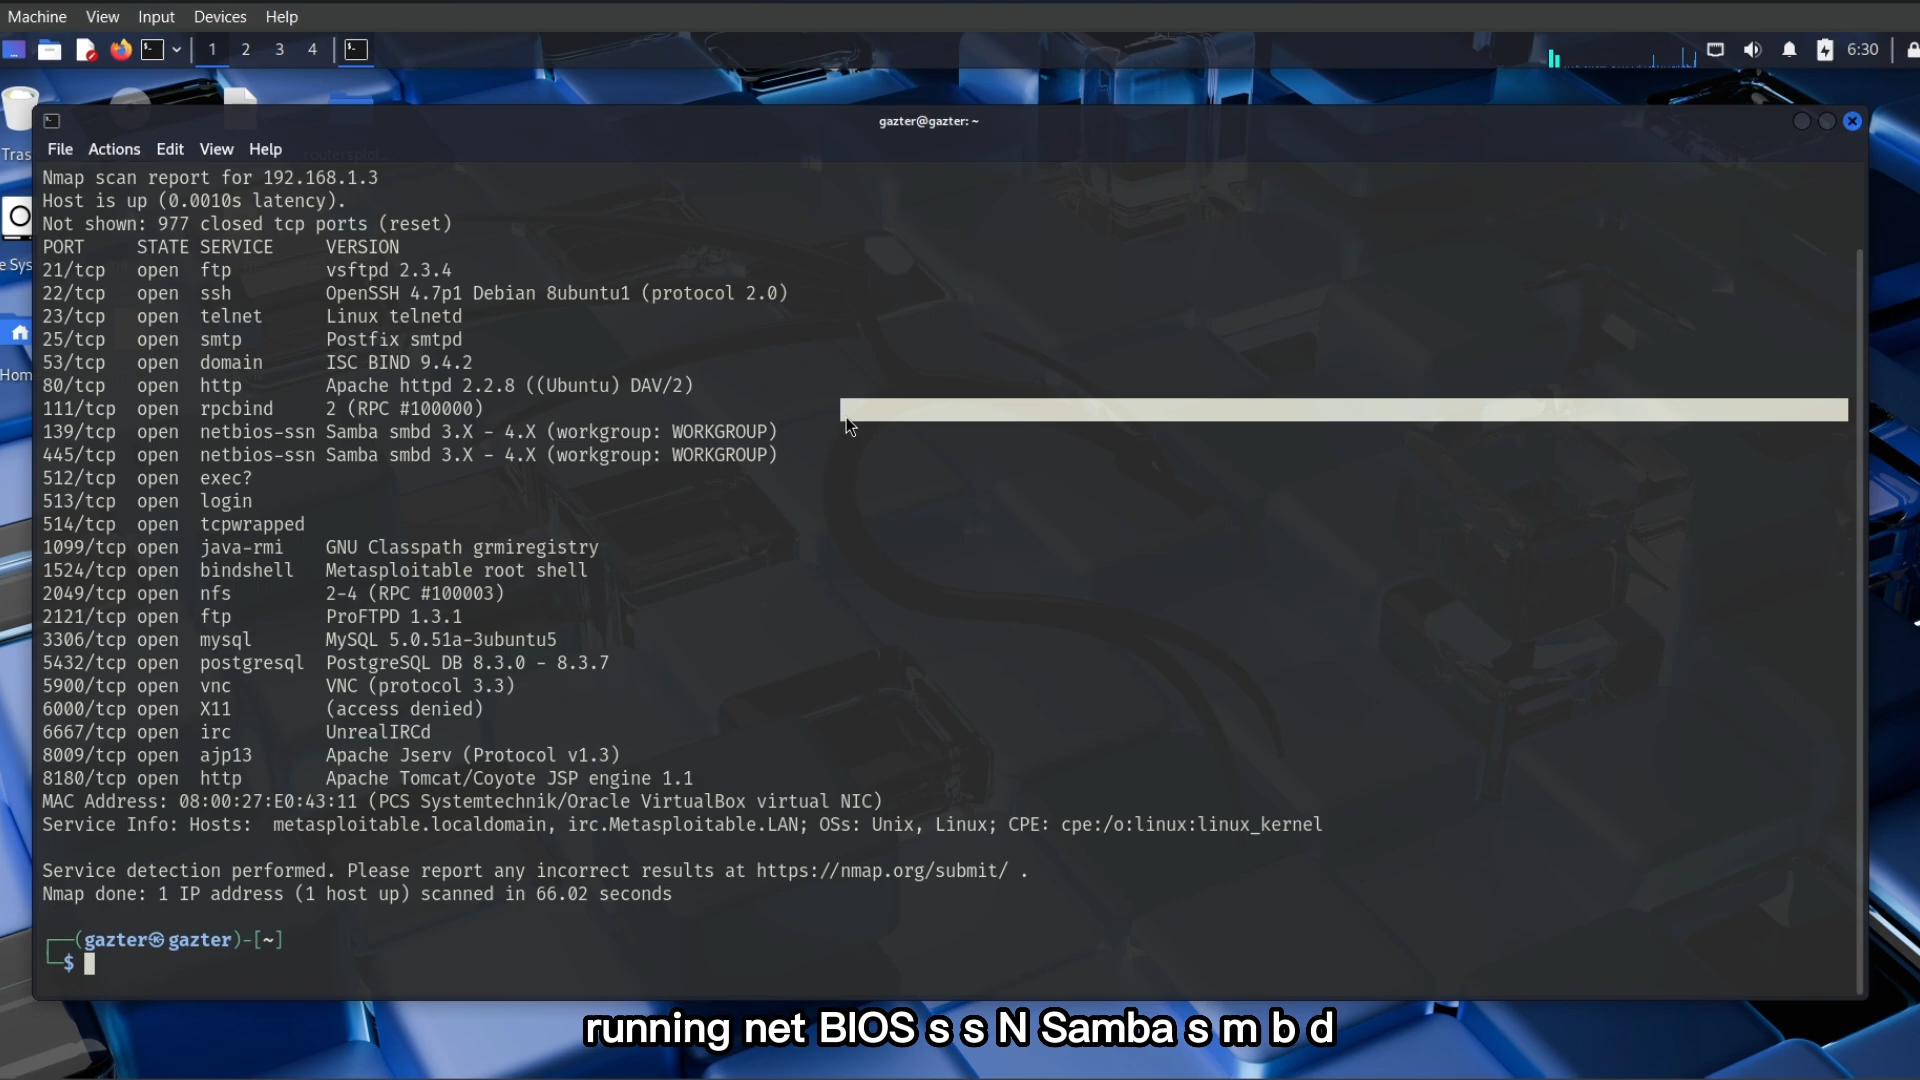 Machine View Input Devices Help
1 2 3 4 6:30
gazter@gazter: ~
File Actions Edit View Help
Tras
e Sys
Hom
Nmap scan report for 192.168.1.3
Host is up (0.0010s latency).
Not shown: 977 closed tcp ports (reset)
PORT STATE SERVICE VERSION
21/tcp open ftp vsftpd 2.3.4
22/tcp open ssh OpenSSH 4.7p1 Debian 8ubuntu1 (protocol 2.0)
23/tcp open telnet Linux telnetd
25/tcp open smtp Postfix smtpd
53/tcp open domain ISC BIND 9.4.2
80/tcp open http Apache httpd 2.2.8 ((Ubuntu) DAV/2)
111/tcp open rpcbind 2 (RPC #100000)
139/tcp open netbios-ssn Samba smbd 3.X - 4.X (workgroup: WORKGROUP)
445/tcp open netbios-ssn Samba smbd 3.X - 4.X (workgroup: WORKGROUP)
512/tcp open exec?
513/tcp open login
514/tcp open tcpwrapped
1099/tcp open java-rmi GNU Classpath grmiregistry
1524/tcp open bindshell Metasploitable root shell
2049/tcp open nfs 2-4 (RPC #100003)
2121/tcp open ftp ProFTPD 1.3.1
3306/tcp open mysql MySQL 5.0.51a-3ubuntu5
5432/tcp open postgresql PostgreSQL DB 8.3.0 - 8.3.7
5900/tcp open vnc VNC (protocol 3.3)
6000/tcp open X11 (access denied)
6667/tcp open irc UnrealIRCd
8009/tcp open ajp13 Apache Jserv (Protocol v1.3)
8180/tcp open http Apache Tomcat/Coyote JSP engine 1.1
MAC Address: 08:00:27:E0:43:11 (PCS Systemtechnik/Oracle VirtualBox virtual NIC)
Service Info: Hosts: metasploitable.localdomain, irc.Metasploitable.LAN; OSs: Unix, Linux; CPE: cpe:/o:linux:linux_kernel
Service detection performed. Please report any incorrect results at https://nmap.org/submit/ .
Nmap done: 1 IP address (1 host up) scanned in 66.02 seconds
┌──(gazter㉿gazter)-[~]
└─$
running net BIOS s s N Samba s m b d